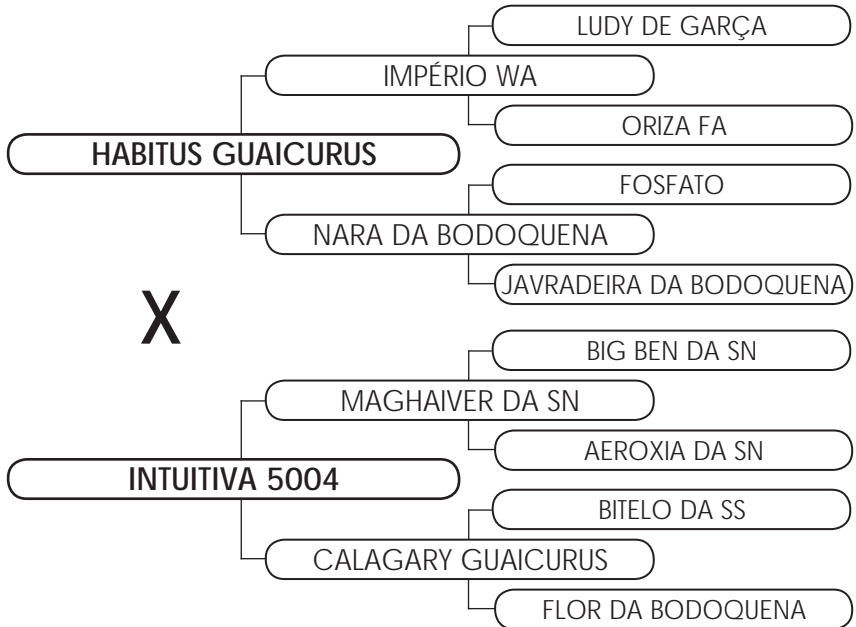 LUDY DE GARÇA
IMPÉRIO WA
ORIZA FA
HABITUS GUAICURUS
FOSFATO
NARA DA BODOQUENA
JAVRADEIRA DA BODOQUENA
X
BIG BEN DA SN
MAGHAIVER DA SN
AEROXIA DA SN
INTUITIVA 5004
BITELO DA SS
CALAGARY GUAICURUS
FLOR DA BODOQUENA